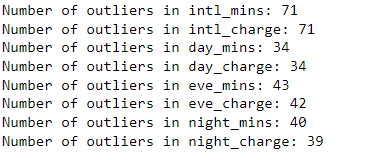 Number of outliers in intl_mins: 71
Number of outliers in intl_charge: 71
Number of outliers in day_mins: 34
Number of outliers in day_charge: 34
Number of outliers in eve_mins: 43
Number of outliers in eve_charge: 42
Number of outliers in night_mins: 40
Number of outliers in night_charge: 39